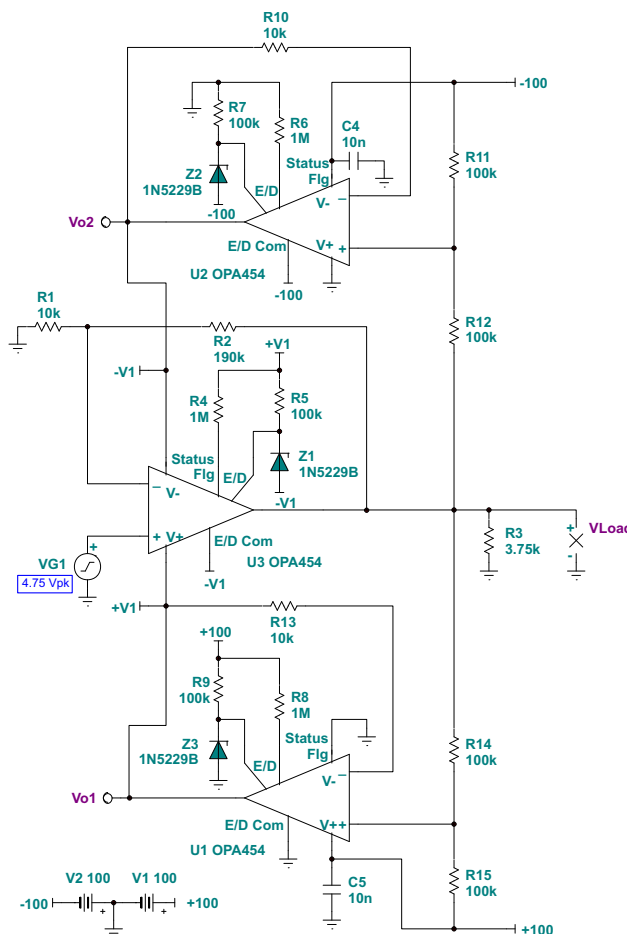 R10
10k
-100
R7
100k
R6
1M
C4
10n
R11
100k
Status
Flg
Z2
1N5229B
E/D
V-
−
-100
Vo2
E/D Com
V+
+
U2 OPA454
-100
R1
10k
R12
100k
R2
190k
+V1
-V1
R4
1M
R5
100k
Status
Flg
E/D
Z1
1N5229B
−
V-
-V1
R3
3.75k
+
VLoad
-
+
+
V+
E/D Com
VG1
4.75 Vpk
U3 OPA454
-V1
+V1
R13
10k
+100
R9
100k
R8
1M
Status
Flg
R14
100k
Z3
1N5229B
E/D
V-
−
Vo1
E/D Com
V+
+
U1 OPA454
R15
100k
C5
10n
V2 100
V1 100
-100
+
+
+100
+100